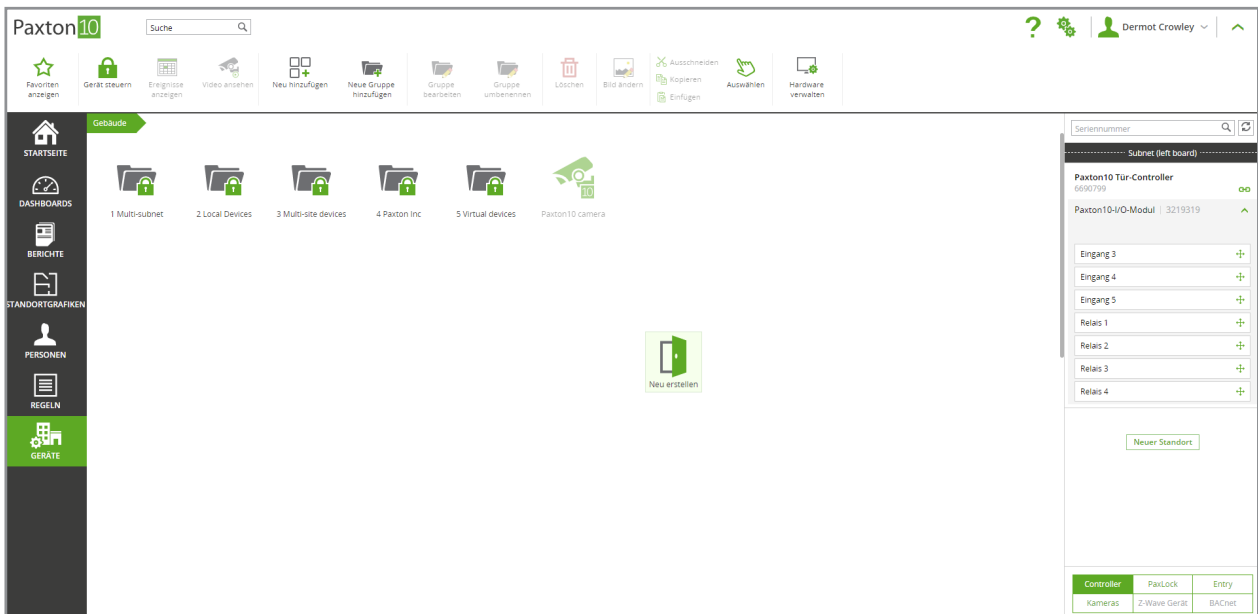 Paxton10
Suche
?
Dermot Crowley
Favoriten
anzeigen
Gerät steuern
Ereignisse
anzeigen
Video ansehen
Neu hinzufügen
Neue Gruppe
hinzufügen
Gruppe
bearbeiten
Gruppe
umbenennen
Löschen
Bild ändern
Ausschneiden
Kopieren
Einfügen
Auswählen
Hardware
verwalten
STARTSEITE
DASHBOARDS
BERICHTE
STANDORTGRAFIKEN
PERSONEN
REGELN
GERÄTE
Gebäude
1 Multi-subnet
2 Local Devices
3 Multi-site devices
4 Paxton Inc
5 Virtual devices
10
Paxton10 camera
Neu erstellen
Seriennummer
Subnet (left board)
Paxton10 Tür-Controller
6690799
Paxton10-I/O-Modul | 3219319
Eingang 3
Eingang 4
Eingang 5
Relais 1
Relais 2
Relais 3
Relais 4
Neuer Standort
Controller
PaxLock
Entry
Kameras
Z-Wave Gerät
BACnet